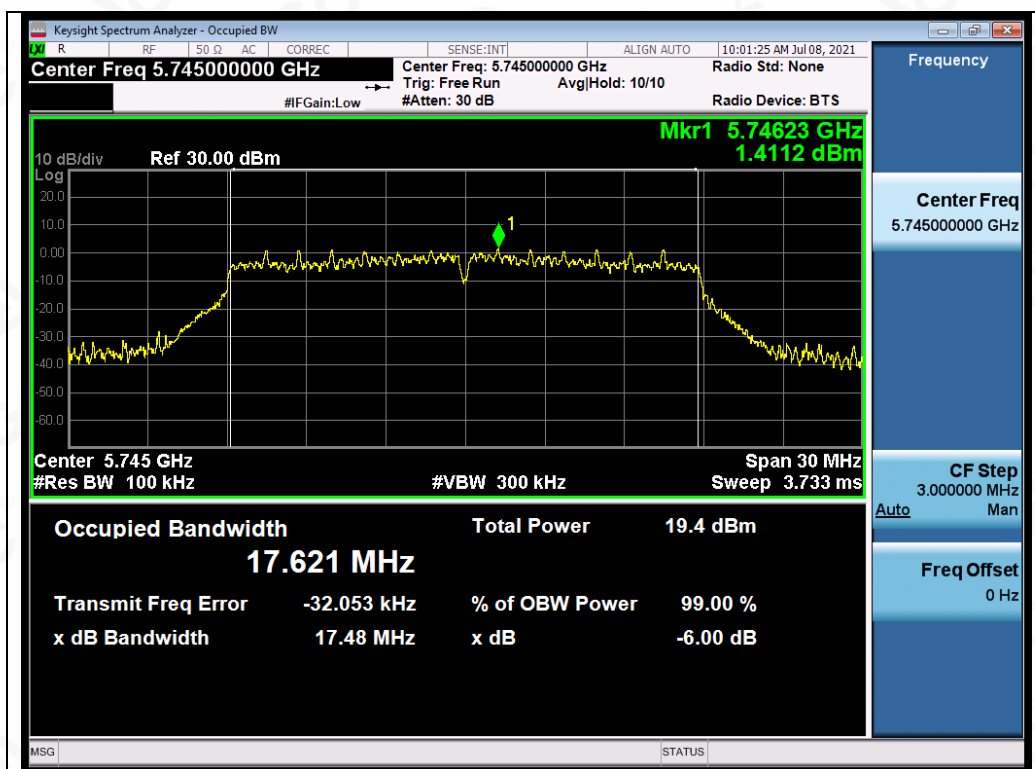 Keysight Spectrum Analyzer - Occupied BW
LXI R RF 50 Ω AC CORREC SENSE:INT ALIGN AUTO 10:01:25 AM Jul 08, 2021
Center Freq 5.745000000 GHz
Center Freq: 5.745000000 GHz
Radio Std: None
Trig: Free Run Avg|Hold: 10/10
#IFGain:Low
#Atten: 30 dB
Radio Device: BTS
Frequency
Mkr1 5.74623 GHz
1.4112 dBm
10 dB/div Ref 30.00 dBm
Log
20.0
10.0
0.00
-10.0
-20.0
-30.0
-40.0
-50.0
-60.0
1
Center 5.745 GHz Span 30 MHz
#Res BW 100 kHz #VBW 300 kHz Sweep 3.733 ms
Occupied Bandwidth Total Power 19.4 dBm
17.621 MHz
Transmit Freq Error -32.053 kHz % of OBW Power 99.00 %
x dB Bandwidth 17.48 MHz x dB -6.00 dB
Center Freq
5.745000000 GHz
CF Step
3.000000 MHz
Auto Man
Freq Offset
0 Hz
MSG STATUS